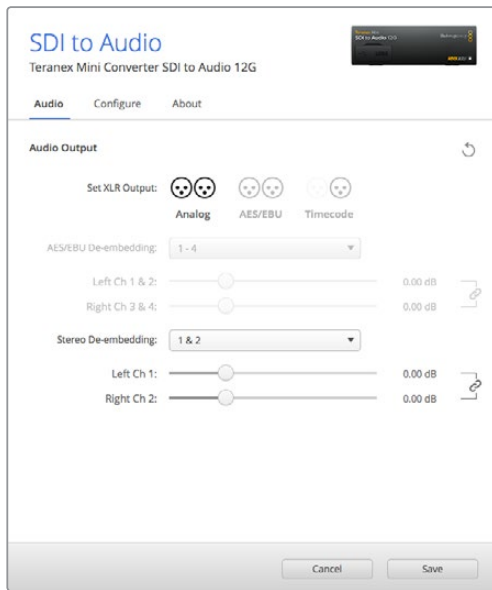 SDI to Audio
Teranex Mini Converter SDI to Audio 12G
Audio Configure About
Audio Output
Set XLR Output:
Analog AES/EBU Timecode
AES/EBU De-embedding: 1 - 4
Left Ch 1 & 2: 0.00 dB
Right Ch 3 & 4: 0.00 dB
Stereo De-embedding: 1 & 2
Left Ch 1: 0.00 dB
Right Ch 2: 0.00 dB
Cancel Save